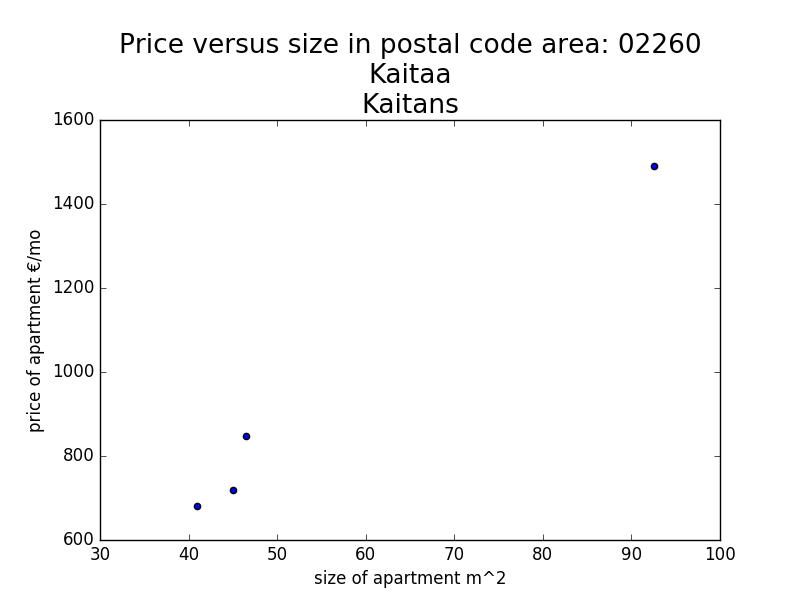 Price versus size in postal code area: 02260
Kaitaa
Kaitans
1600
1400
1200
1000
800
600
price of apartment €/mo
30 40 50 60 70 80 90 100
size of apartment m^2